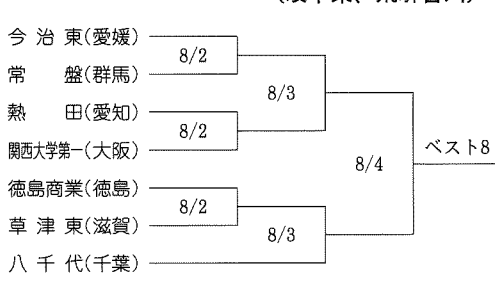 今治東(愛媛)
8/2
常盤(群馬)
8/3
熱田(愛知)
8/2
関西大学第一(大阪)
8/4
ベスト8
徳島商業(徳島)
8/2
草津東(滋賀)
8/3
八千代(千葉)